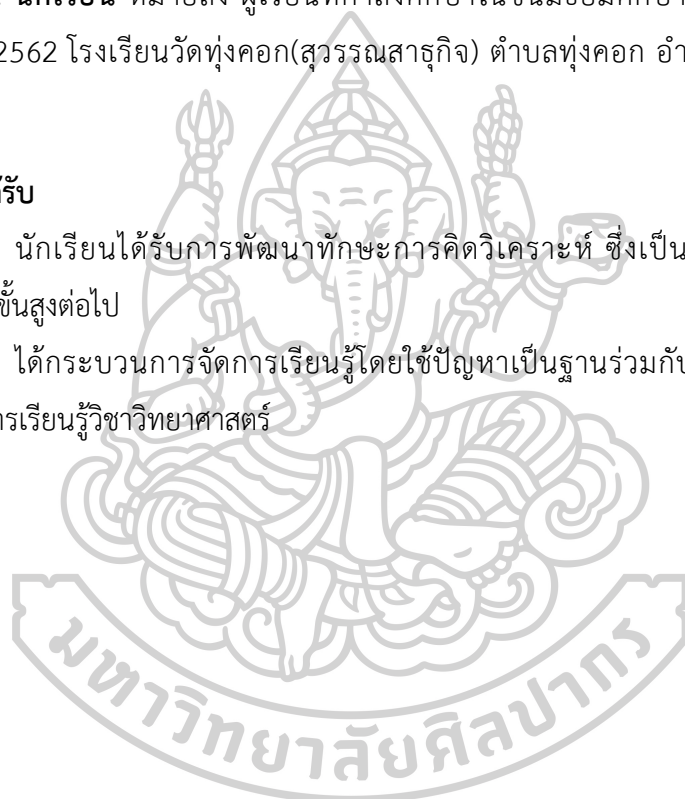 นักเรียน หมายถึง ผู้เรียนที่กำลังศึกษาในชั้นมัธยมศึกษา
2562 โรงเรียนวัดทุ่งคอก(สุวรรณสาธุกิจ) ตำบลทุ่งคอก อำ
รับ
นักเรียนได้รับการพัฒนาทักษะการคิดวิเคราะห์ ซึ่งเป็น
ขั้นสูงต่อไป
ได้กระบวนการจัดการเรียนรู้โดยใช้ปัญหาเป็นฐานร่วมกับ
ารเรียนรู้วิชาวิทยาศาสตร์
มหาวิทยาลัยศิลปากร